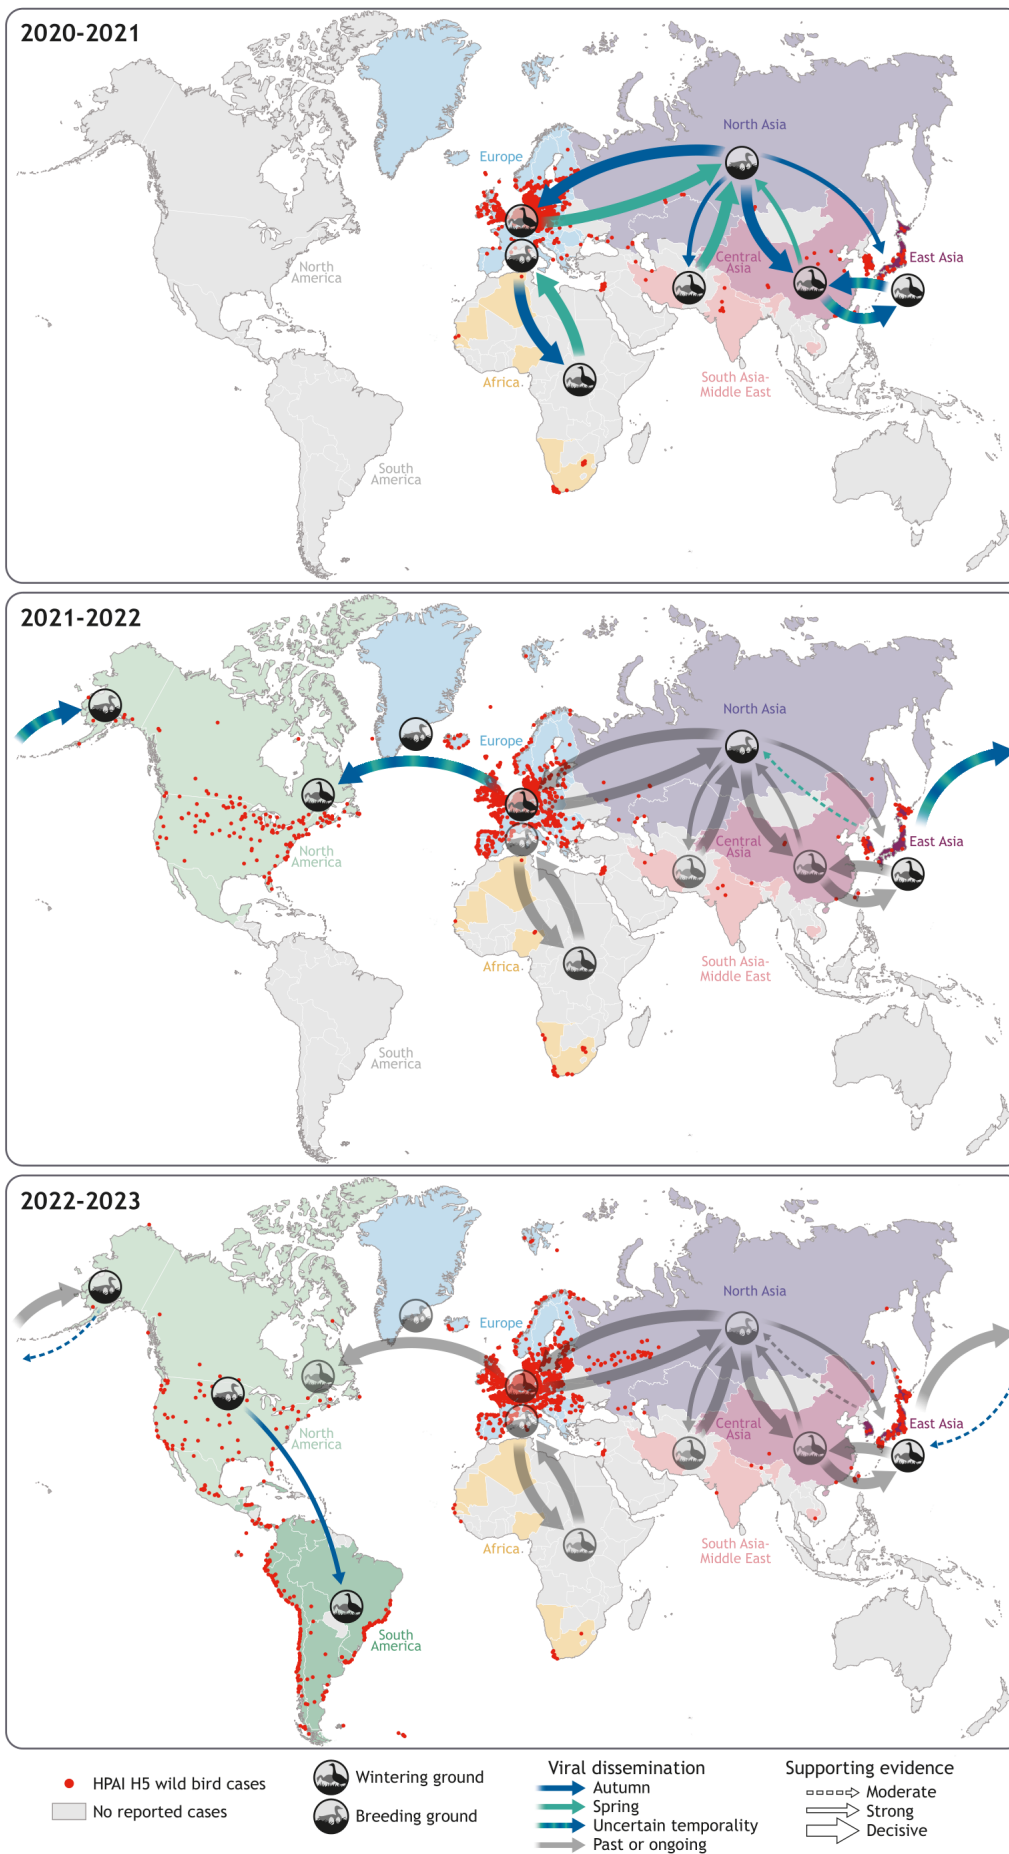 2020-2021
North Asia
Europe
North
America
Central
Asia
East Asia
Africa
South Asia-
Middle East
South
America
2021-2022
North Asia
Europe
North
America
Central
Asia
East Asia
Africa
South Asia-
Middle East
South
America
2022-2023
North Asia
Europe
North
America
Central
Asia
East Asia
Africa
South Asia-
Middle East
South
America
HPAI H5 wild bird cases
No reported cases
Wintering ground
Breeding ground
Viral dissemination
Autumn
Spring
Uncertain temporality
Past or ongoing
Supporting evidence
Moderate
Strong
Decisive